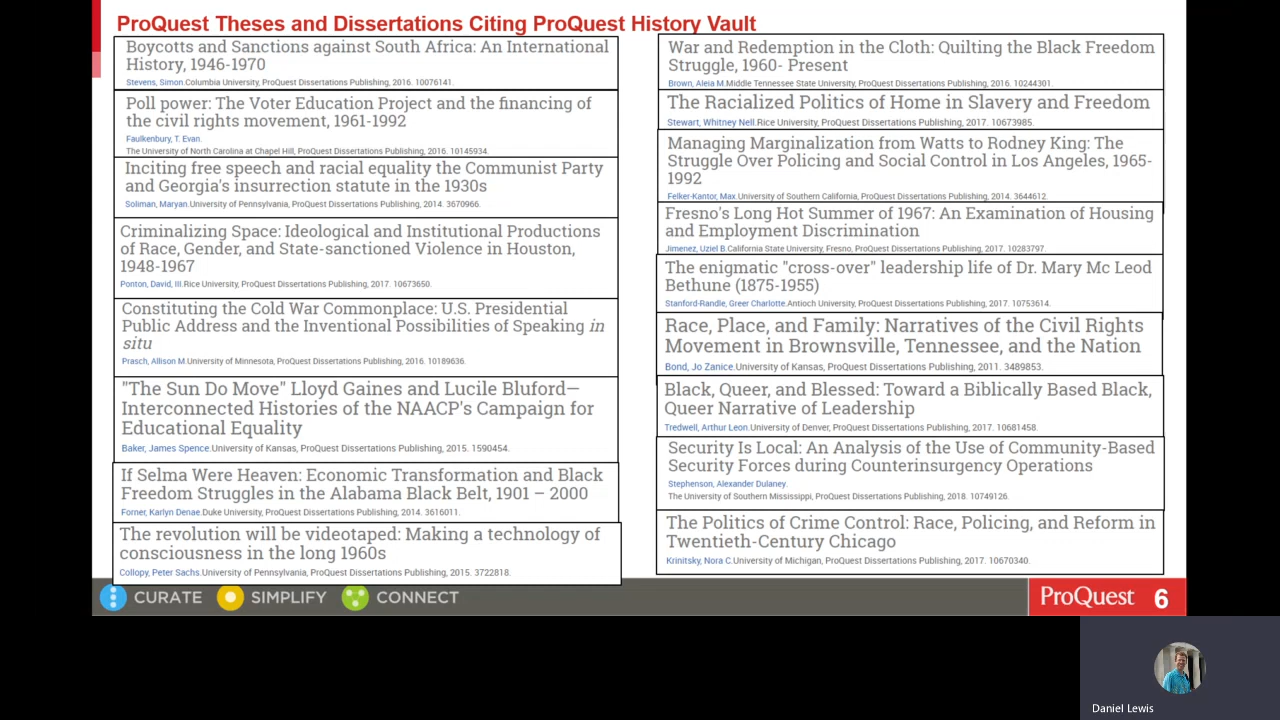 ProQuest Theses and Dissertations Citing ProQuest History Vault
Boycotts and Sanctions against South Africa: An International
History, 1946-1970
Stevens, Simon.Columbia University, ProQuest Dissertations Publishing, 2016. 10076141.
Poll power: The Voter Education Project and the financing of
the civil rights movement, 1961-1992
Faulkenbury, T. Evan.
The University of North Carolina at Chapel Hill, ProQuest Dissertations Publishing, 2016. 10145934.
Inciting free speech and racial equality the Communist Party
and Georgia's insurrection statute in the 1930s
Soliman, Maryan.University of Pennsylvania, ProQuest Dissertations Publishing, 2014. 3670966.
Criminalizing Space: Ideological and Institutional Productions
of Race, Gender, and State-sanctioned Violence in Houston,
1948-1967
Ponton, David, III.Rice University, ProQuest Dissertations Publishing, 2017. 10673650.
Constituting the Cold War Commonplace: U.S. Presidential
Public Address and the Inventional Possibilities of Speaking in
situ
Prasch, Allison M.University of Minnesota, ProQuest Dissertations Publishing, 2016. 10189636.
"The Sun Do Move" Lloyd Gaines and Lucile Bluford—
Interconnected Histories of the NAACP's Campaign for
Educational Equality
Baker, James Spence.University of Kansas, ProQuest Dissertations Publishing, 2015. 1590454.
If Selma Were Heaven: Economic Transformation and Black
Freedom Struggles in the Alabama Black Belt, 1901 – 2000
Forner, Karlyn Denae.Duke University, ProQuest Dissertations Publishing, 2014. 3616011.
The revolution will be videotaped: Making a technology of
consciousness in the long 1960s
Collopy, Peter Sachs.University of Pennsylvania, ProQuest Dissertations Publishing, 2015. 3722818.
War and Redemption in the Cloth: Quilting the Black Freedom
Struggle, 1960- Present
Brown, Aleia M.Middle Tennessee State University, ProQuest Dissertations Publishing, 2016. 10244301.
The Racialized Politics of Home in Slavery and Freedom
Stewart, Whitney Nell.Rice University, ProQuest Dissertations Publishing, 2017. 10673985.
Managing Marginalization from Watts to Rodney King: The
Struggle Over Policing and Social Control in Los Angeles, 1965-
1992
Felker-Kantor, Max.University of Southern California, ProQuest Dissertations Publishing, 2014. 3644612.
Fresno's Long Hot Summer of 1967: An Examination of Housing
and Employment Discrimination
Jimenez, Uziel B.California State University, Fresno, ProQuest Dissertations Publishing, 2017. 10283797.
The enigmatic "cross-over" leadership life of Dr. Mary Mc Leod
Bethune (1875-1955)
Stanford-Randle, Greer Charlotte.Antioch University, ProQuest Dissertations Publishing, 2017. 10753614.
Race, Place, and Family: Narratives of the Civil Rights
Movement in Brownsville, Tennessee, and the Nation
Bond, Jo Zanice.University of Kansas, ProQuest Dissertations Publishing, 2011. 3489853.
Black, Queer, and Blessed: Toward a Biblically Based Black,
Queer Narrative of Leadership
Tredwell, Arthur Leon.University of Denver, ProQuest Dissertations Publishing, 2017. 10681458.
Security Is Local: An Analysis of the Use of Community-Based
Security Forces during Counterinsurgency Operations
Stephenson, Alexander Dulaney.
The University of Southern Mississippi, ProQuest Dissertations Publishing, 2018. 10749126.
The Politics of Crime Control: Race, Policing, and Reform in
Twentieth-Century Chicago
Krinitsky, Nora C.University of Michigan, ProQuest Dissertations Publishing, 2017. 10670340.
CURATE SIMPLIFY CONNECT
ProQuest 6
Daniel Lewis